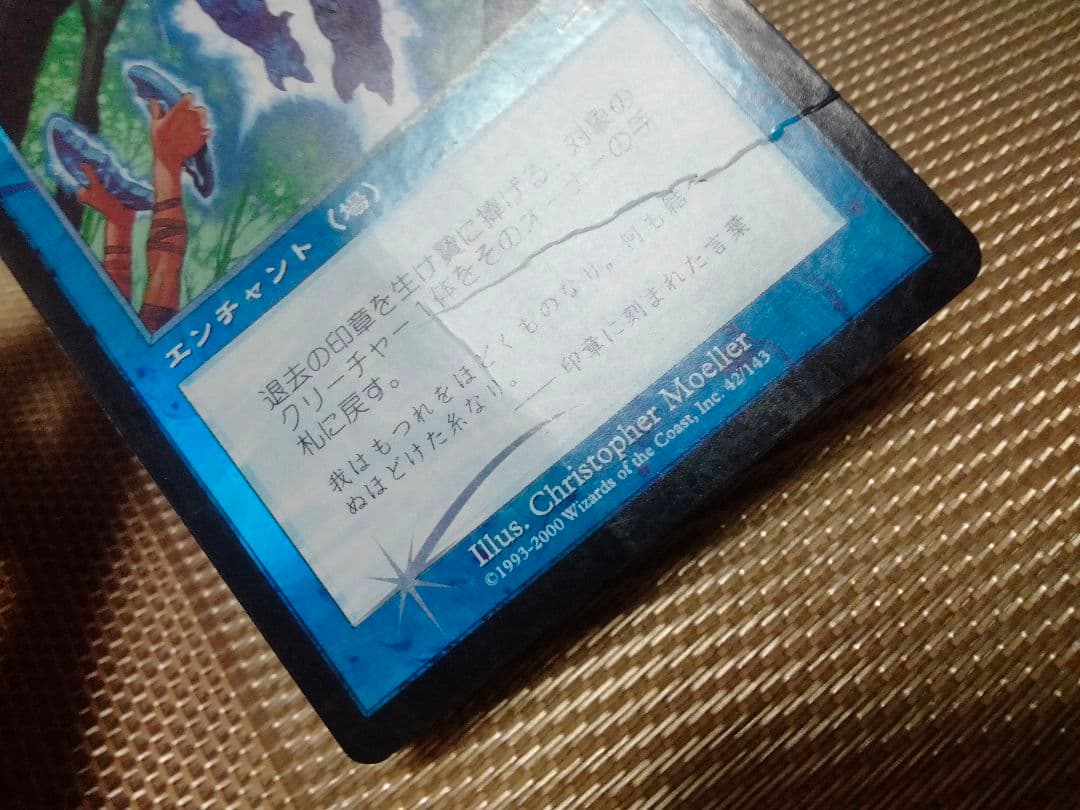 エンチャント（場）
退去の印章を生け贄に捧げる：対象の
クリーチャー１体をそのオーナーの手
札に戻す。
我はもつれをほどくものなり。何も結べ
ぬほどけた糸なり。
── 印章に刻まれた言葉
Illus. Christopher Moeller
©1993-2000 Wizards of the Coast, Inc. 42/143